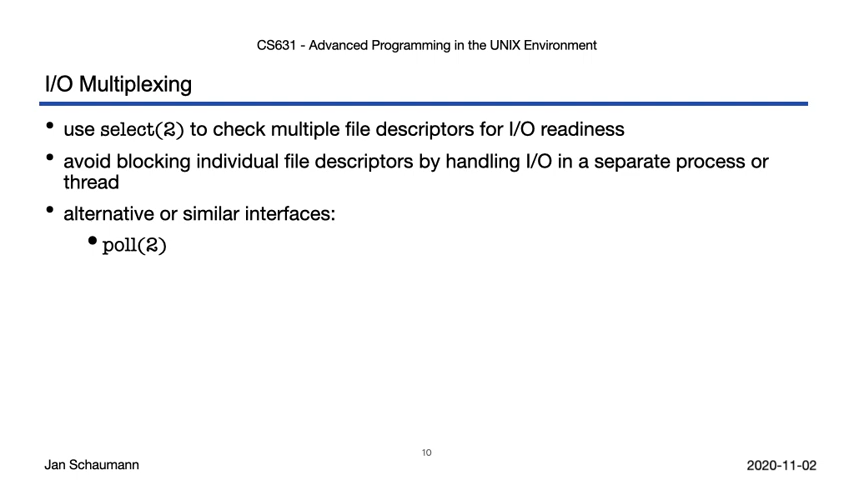 CS631 - Advanced Programming in the UNIX Environment
I/O Multiplexing
• use select(2) to check multiple file descriptors for I/O readiness
• avoid blocking individual file descriptors by handling I/O in a separate process or
thread
• alternative or similar interfaces:
• poll(2)
10
Jan Schaumann
2020-11-02